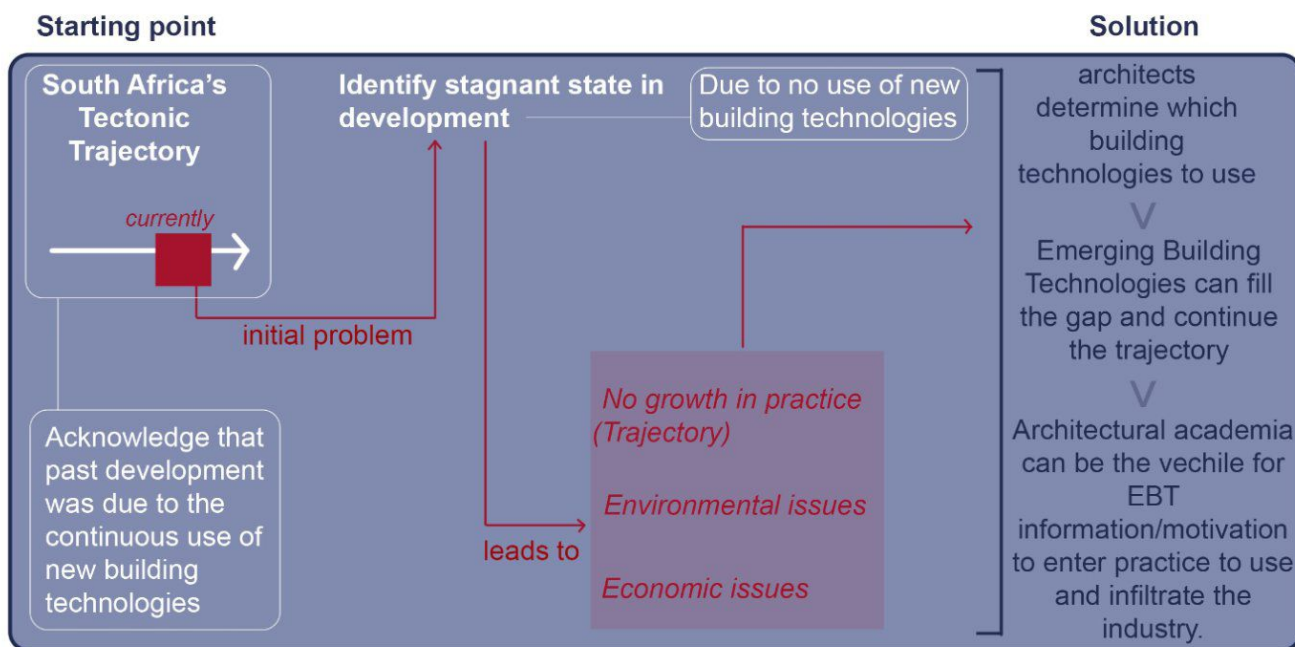 Starting point
Solution
South Africa's
Tectonic
Trajectory
currently
Acknowledge that
past development
was due to the
continuous use of
new building
technologies
initial problem
Identify stagnant state in
development
Due to no use of new
building technologies
leads to
No growth in practice
(Trajectory)
Environmental issues
Economic issues
architects
determine which
building
technologies to use
Emerging Building
Technologies can fill
the gap and continue
the trajectory
Architectural academia
can be the vechile for
EBT
information/motivation
to enter practice to use
and infiltrate the
industry.